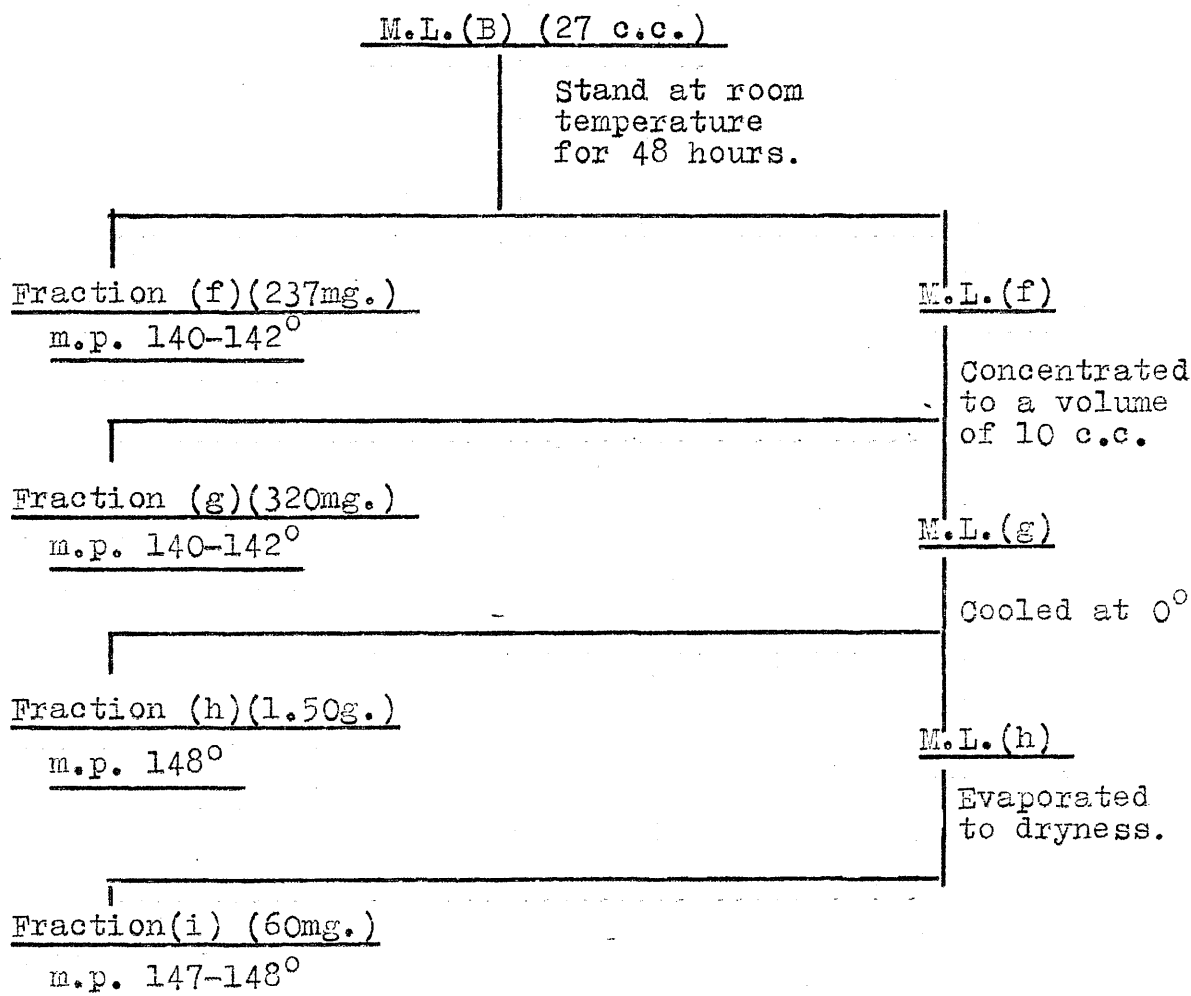 M.L.(B) (27 c.c.)
Stand at room
temperature
for 48 hours.
Fraction (f)(237mg.)
m.p. 140-142°
M.L.(f)
Concentrated
to a volume
of 10 c.c.
Fraction (g)(320mg.)
m.p. 140-142°
M.L.(g)
Cooled at 0°
Fraction (h)(1.50g.)
m.p. 148°
M.L.(h)
Evaporated
to dryness.
Fraction(i) (60mg.)
m.p. 147-148°